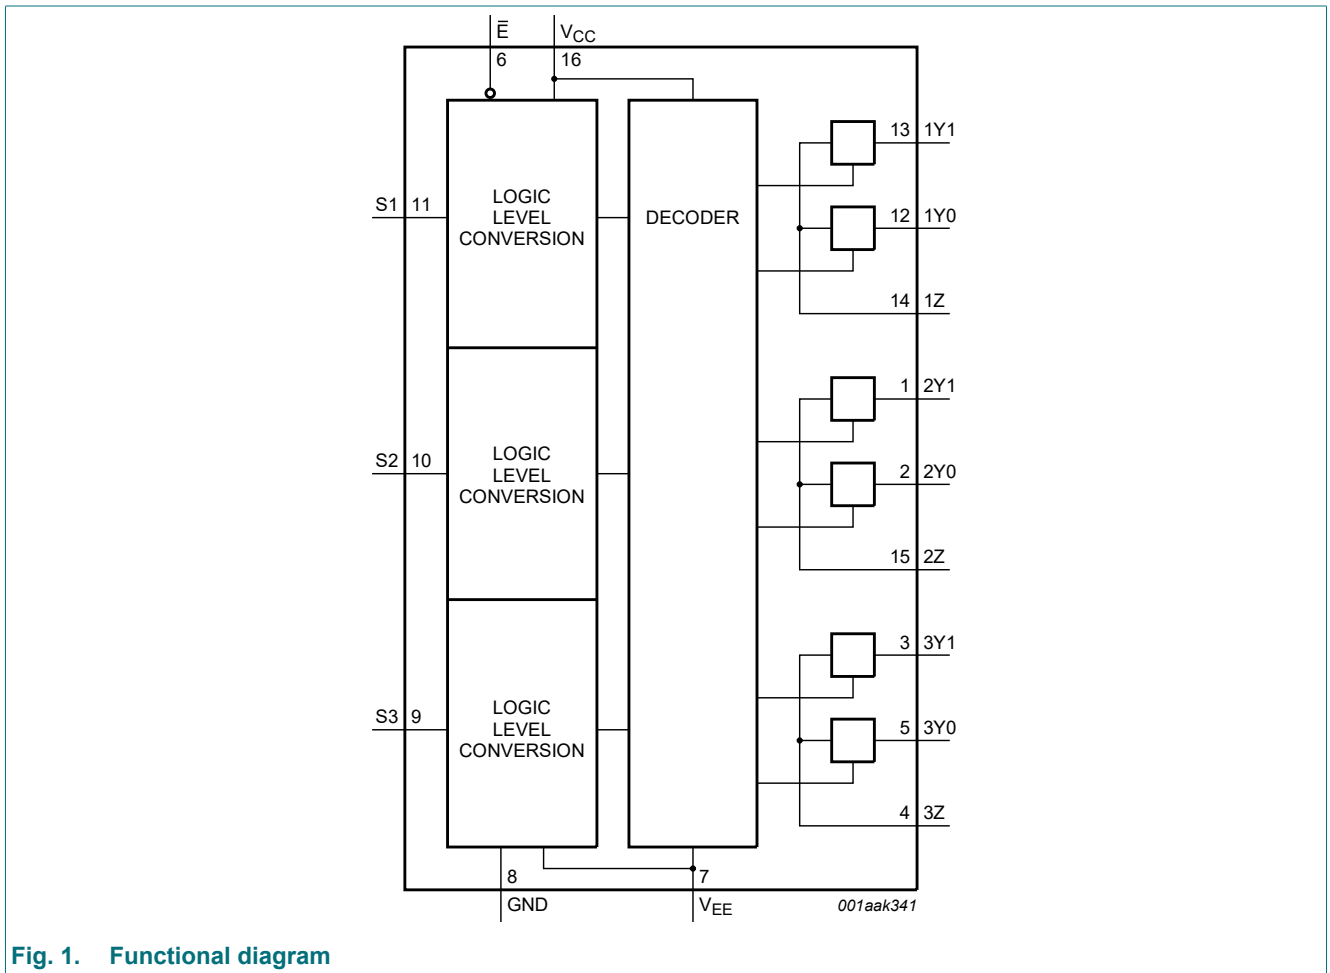 E̅ VCC
6 16
13 1Y1
LOGIC
LEVEL
CONVERSION
S1 11
DECODER
12 1Y0
14 1Z
1 2Y1
S2 10
LOGIC
LEVEL
CONVERSION
2 2Y0
15 2Z
3 3Y1
S3 9
LOGIC
LEVEL
CONVERSION
5 3Y0
4 3Z
8 7
GND VEE 001aak341
Fig. 1. Functional diagram